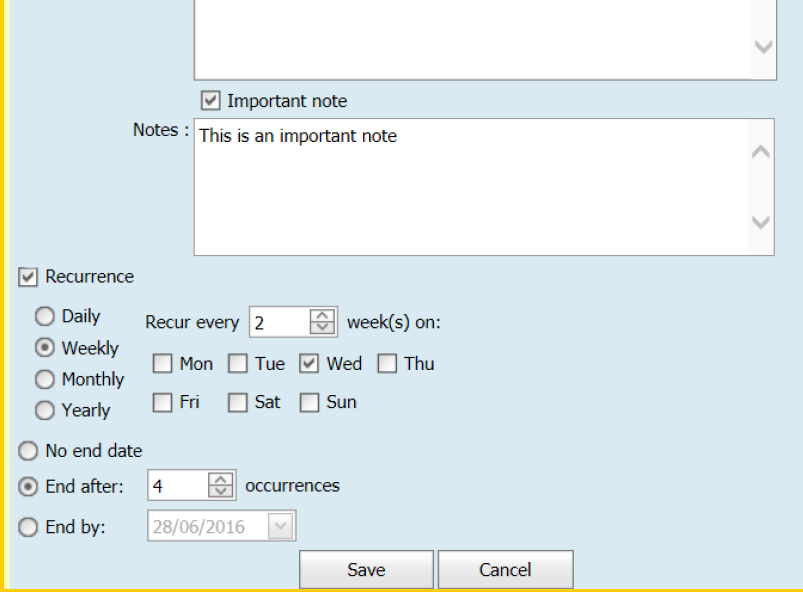 Important note
Notes :
This is an important note
Recurrence
Daily
Recur every 2 week(s) on:
Weekly
Mon Tue Wed Thu
Monthly
Fri Sat Sun
Yearly
No end date
End after: 4 occurrences
End by: 28/06/2016
Save Cancel